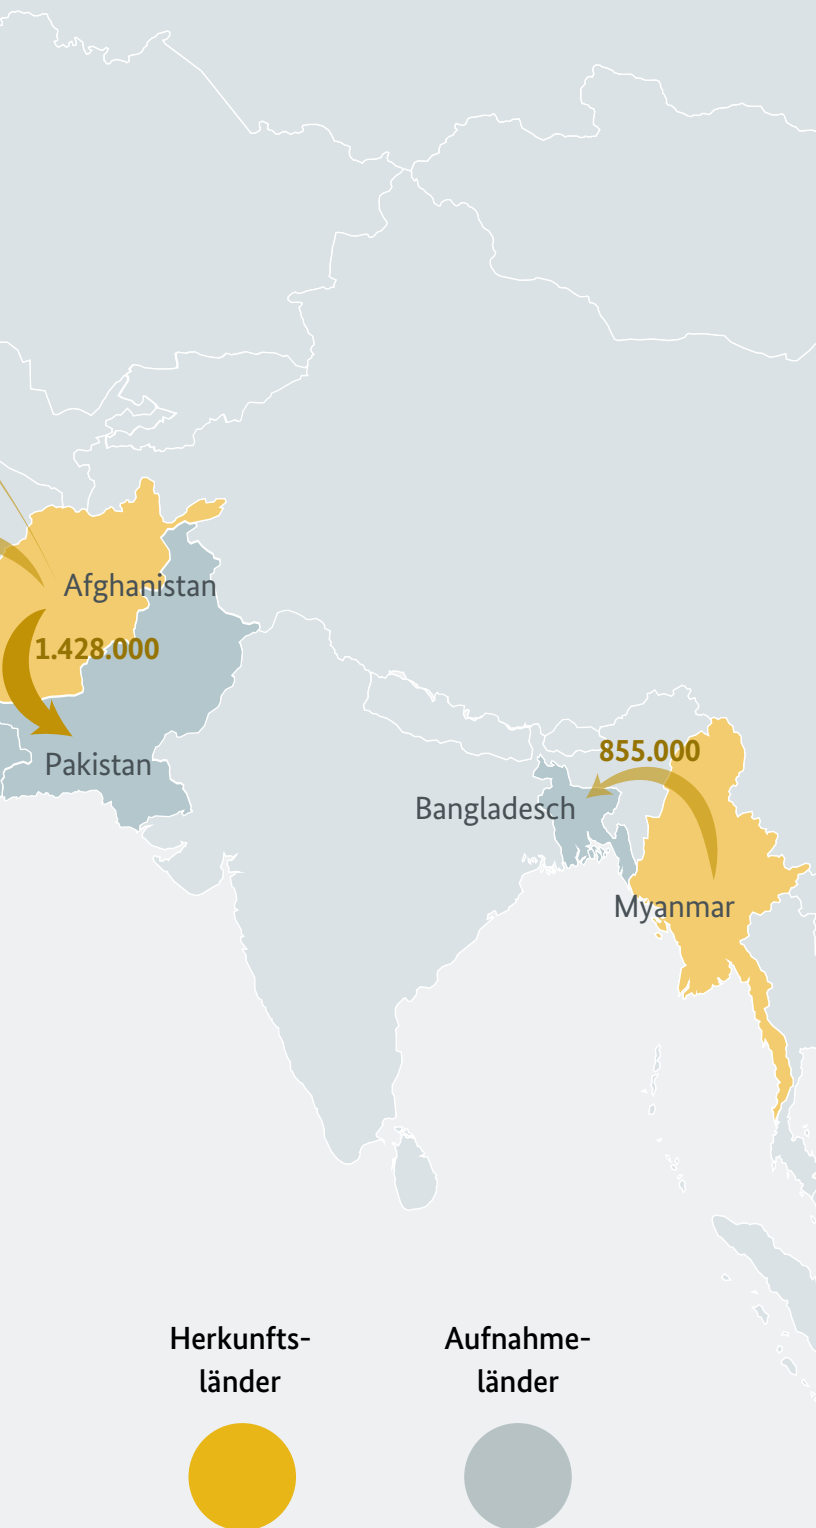 Afghanistan
1.428.000
855.000
Pakistan
Bangladesch
Myanmar
Herkunfts-
länder
Aufnahme-
länder